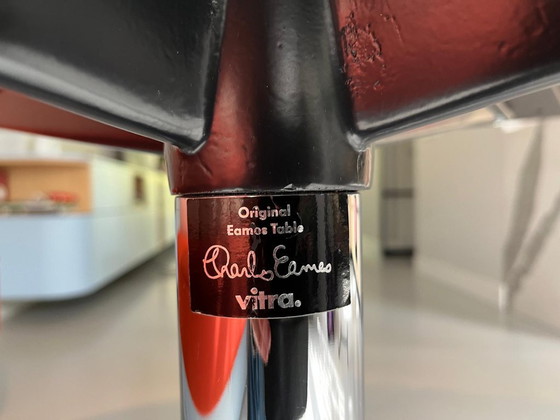 Original
Eames Table
Charles Eames
vitra.